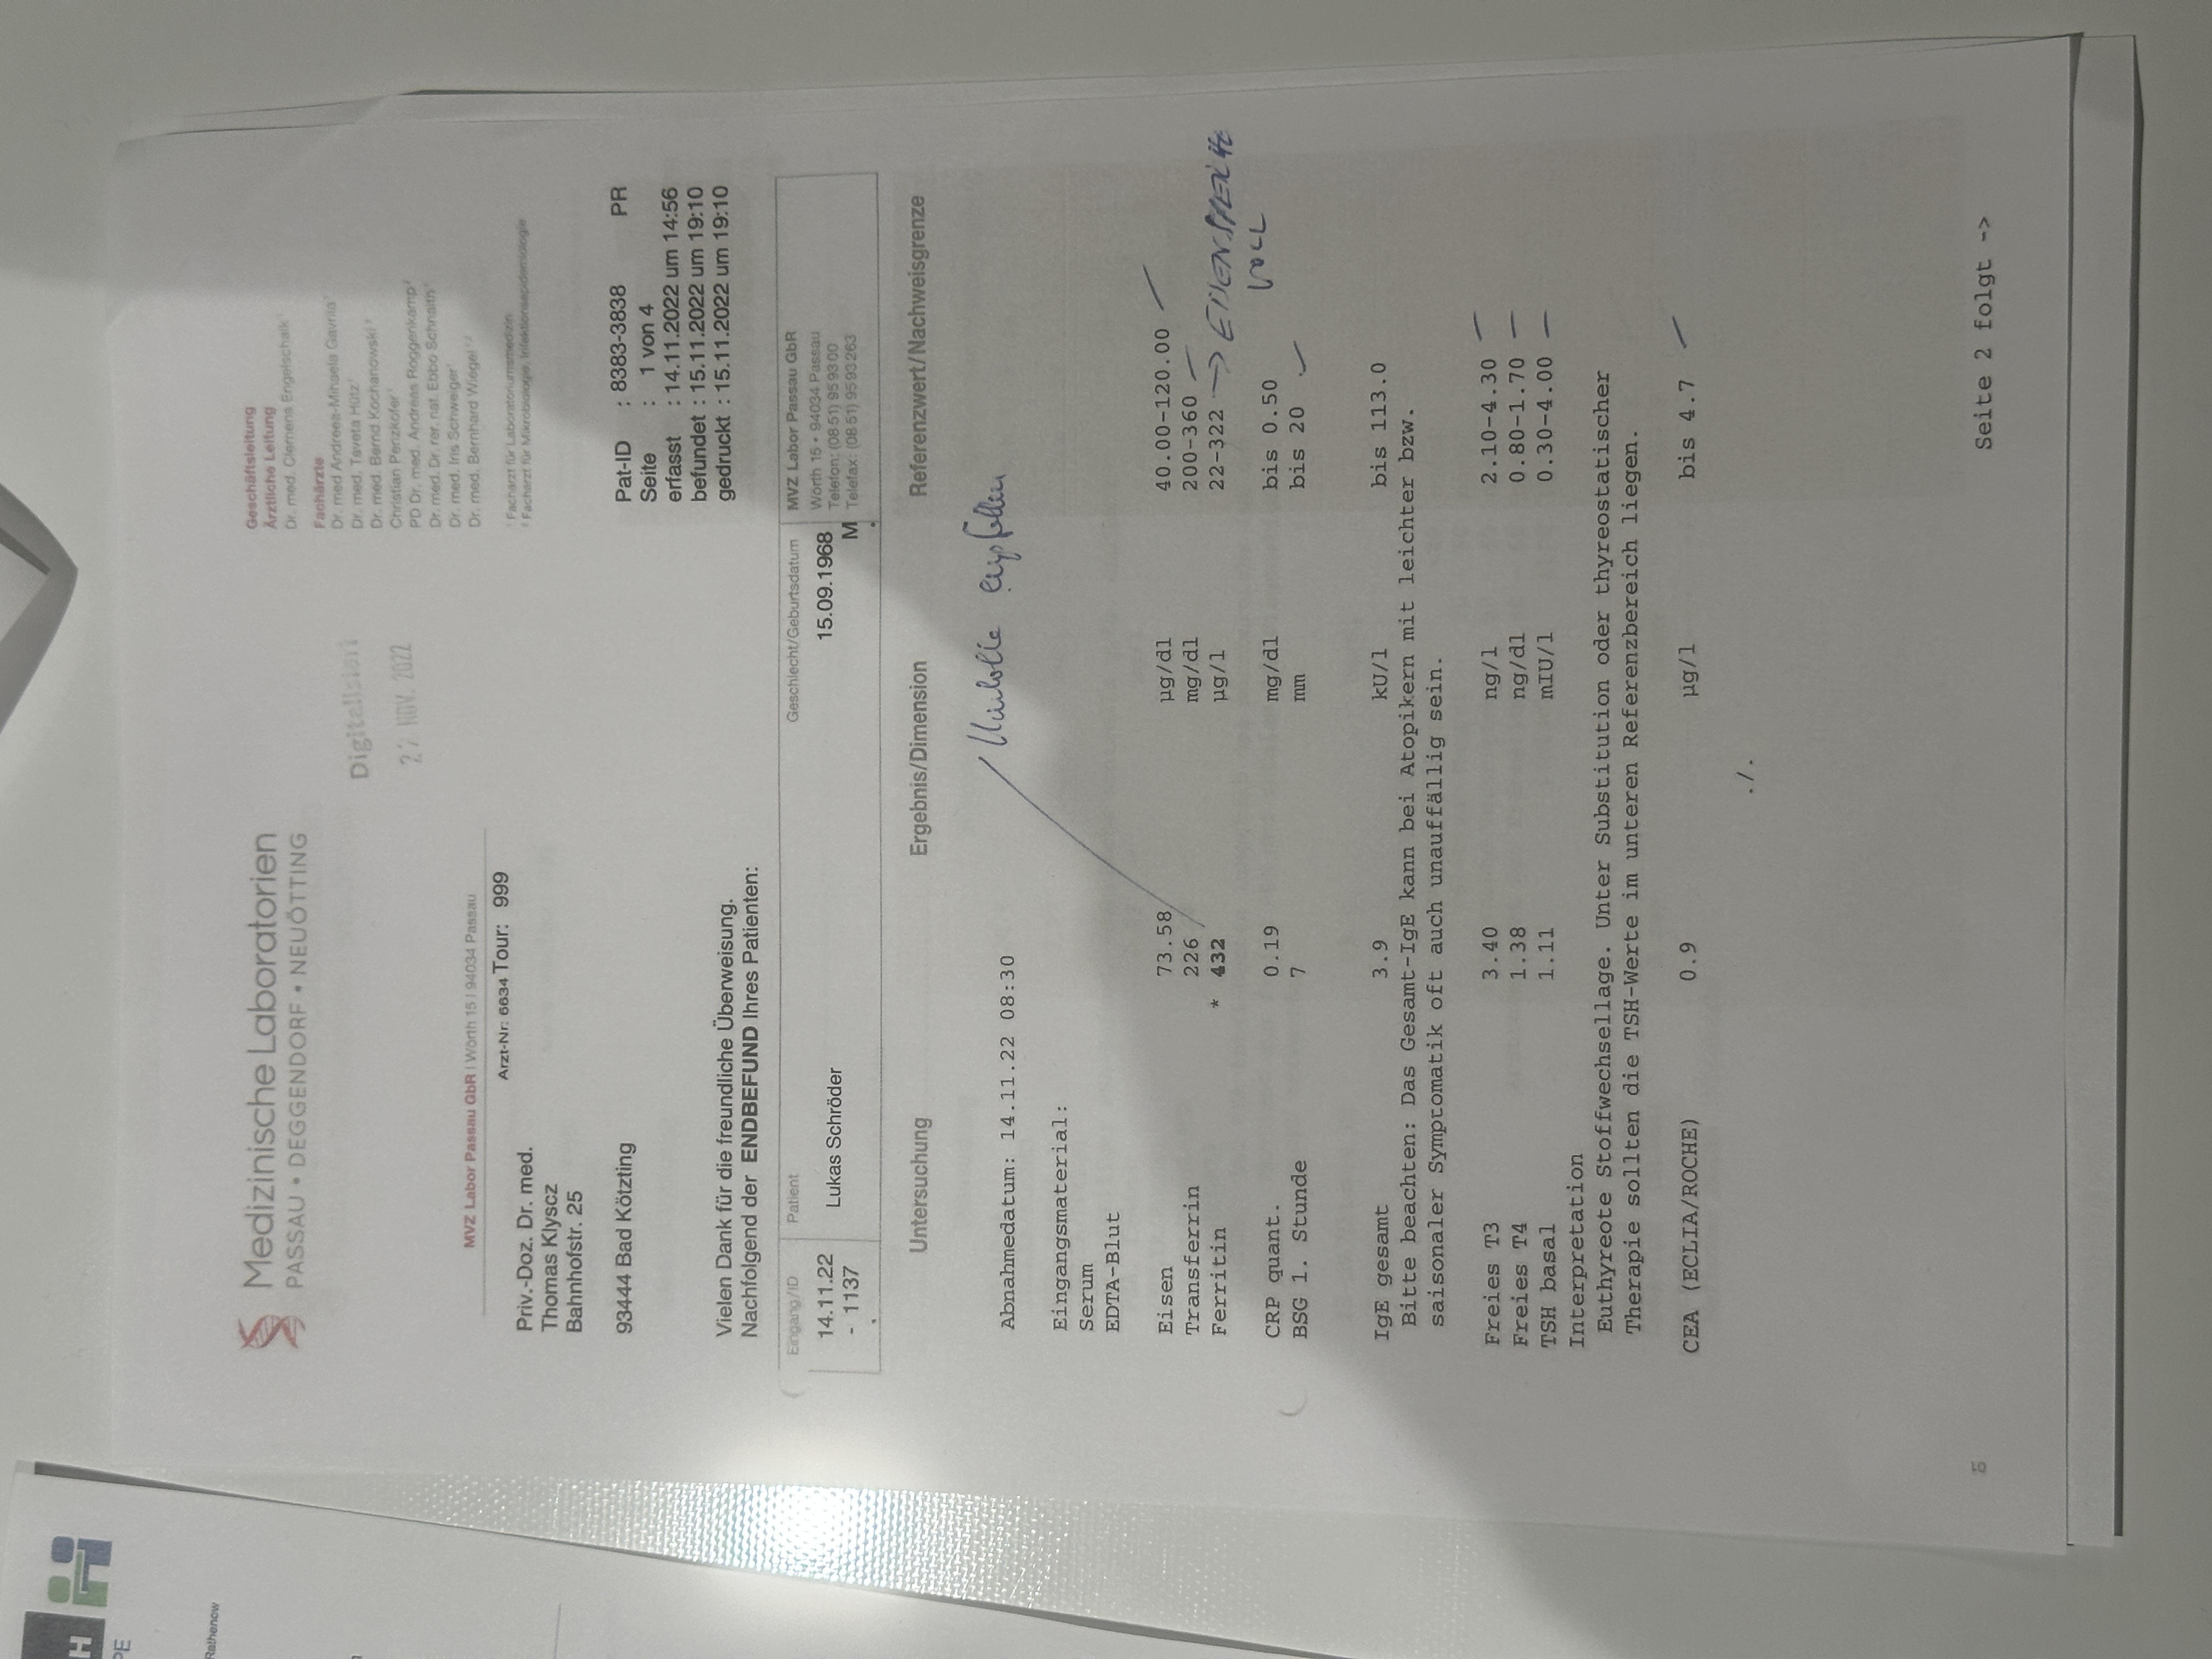 H
PE
Rathenow
Medizinische Laboratorien
PASSAU • DEGGENDORF • NEUÖTTING
Digitalisiert
27 NOV. 2022
Geschäftsleitung
Ärztliche Leitung
Dr. med. Clemens Engelschalk ¹
Fachärzte
Dr. med Andreea-Mihaela Gavrila
Dr. med. Taveta Hütz
Dr. med. Bernd Kochanowski
Christian Penzkofer
PD Dr. med. Andreas Roggenkamp
Dr. med. Dr. rer. nat. Ebbo Schnaith
Dr. med. Iris Schweiger
Dr. med. Bernhard Wiegel
¹ Facharzt für Laboratoriumsmedizin
² Facharzt für Mikrobiologie, Infektionsepidemiologie
MVZ Labor Passau GbR | Wörth 15 | 94034 Passau
Arzt-Nr: 6634 Tour: 999
Priv.-Doz. Dr. med.
Thomas Klyscz
Bahnhofstr. 25
93444 Bad Kötzting
Pat-ID : 8383-3838 PR
Seite : 1 von 4
erfasst : 14.11.2022 um 14:56
befundet : 15.11.2022 um 19:10
gedruckt : 15.11.2022 um 19:10
Vielen Dank für die freundliche Überweisung.
Nachfolgend der ENDBEFUND Ihres Patienten:
Eingang/ID Patient Geschlecht/Geburtsdatum
14.11.22 Lukas Schröder 15.09.1968
- 1137 M
MVZ Labor Passau GbR
Wörth 15 • 94034 Passau
Telefon: (08 51) 95 93 00
Telefax: (08 51) 95 93 263
Untersuchung Ergebnis/Dimension Referenzwert/Nachweisgrenze
empfollen
Abnahmedatum: 14.11.22 08:30
Eingangsmaterial:
Serum
EDTA-Blut
Eisen 73.58 µg/dl 40.00-120.00
Transferrin 226 mg/dl 200-360
Ferritin * 432 µg/l 22-322 → EISENSPEICHE
VOLL
CRP quant. 0.19 mg/dl bis 0.50
BSG 1. Stunde 7 mm bis 20
IgE gesamt 3.9 kU/l bis 113.0
Bitte beachten: Das Gesamt-IgE kann bei Atopikern mit leichter bzw.
saisonaler Symptomatik oft auch unauffällig sein.
Freies T3 3.40 ng/l 2.10-4.30
Freies T4 1.38 ng/dl 0.80-1.70
TSH basal 1.11 mIU/l 0.30-4.00
Interpretation
Euthyreote Stoffwechsellage. Unter Substitution oder thyreostatischer
Therapie sollten die TSH-Werte im unteren Referenzbereich liegen.
CEA (ECLIA/ROCHE) 0.9 µg/l bis 4.7
./.
01
Seite 2 folgt ->